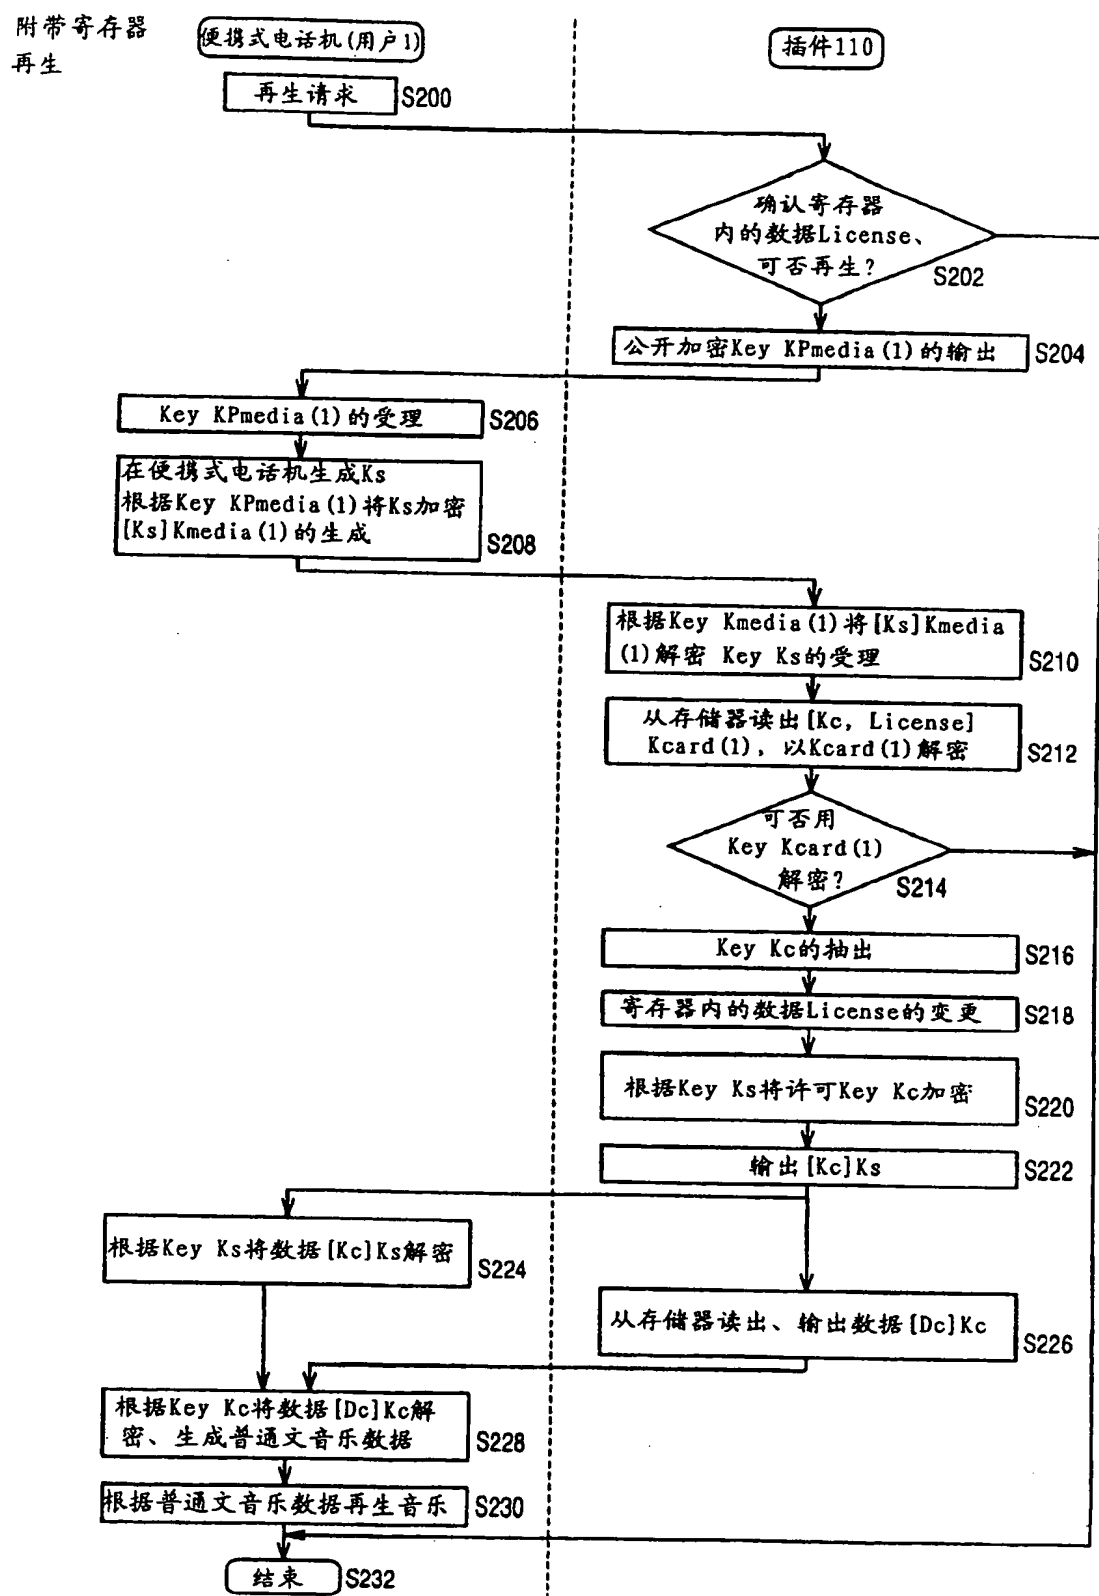 附带寄存器
再生
便携式电话机(用户1)
插件110
再生请求
S200
确认寄存器
内的数据License、
可否再生?
S202
公开加密Key KPmedia(1)的输出
S204
Key KPmedia(1)的受理
S206
在便携式电话机生成Ks
根据Key KPmedia(1)将Ks加密
[Ks]Kmedia(1)的生成
S208
根据Key Kmedia(1)将[Ks]Kmedia
(1)解密 Key Ks的受理
S210
从存储器读出[Kc, License]
Kcard(1), 以Kcard(1)解密
S212
可否用
Key Kcard(1)
解密?
S214
Key Kc的抽出
S216
寄存器内的数据License的变更
S218
根据Key Ks将许可Key Kc加密
S220
输出[Kc]Ks
S222
根据Key Ks将数据[Kc]Ks解密
S224
从存储器读出、输出数据[Dc]Kc
S226
根据Key Kc将数据[Dc]Kc解
密、生成普通文音乐数据
S228
根据普通文音乐数据再生音乐
S230
结束
S232